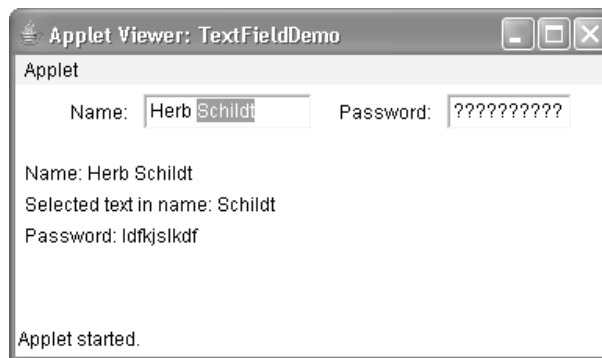 Applet Viewer: TextFieldDemo
Applet
Name: Herb Schildt Password: ??????????
Name: Herb Schildt
Selected text in name: Schildt
Password: ldfkjslkdf
Applet started.